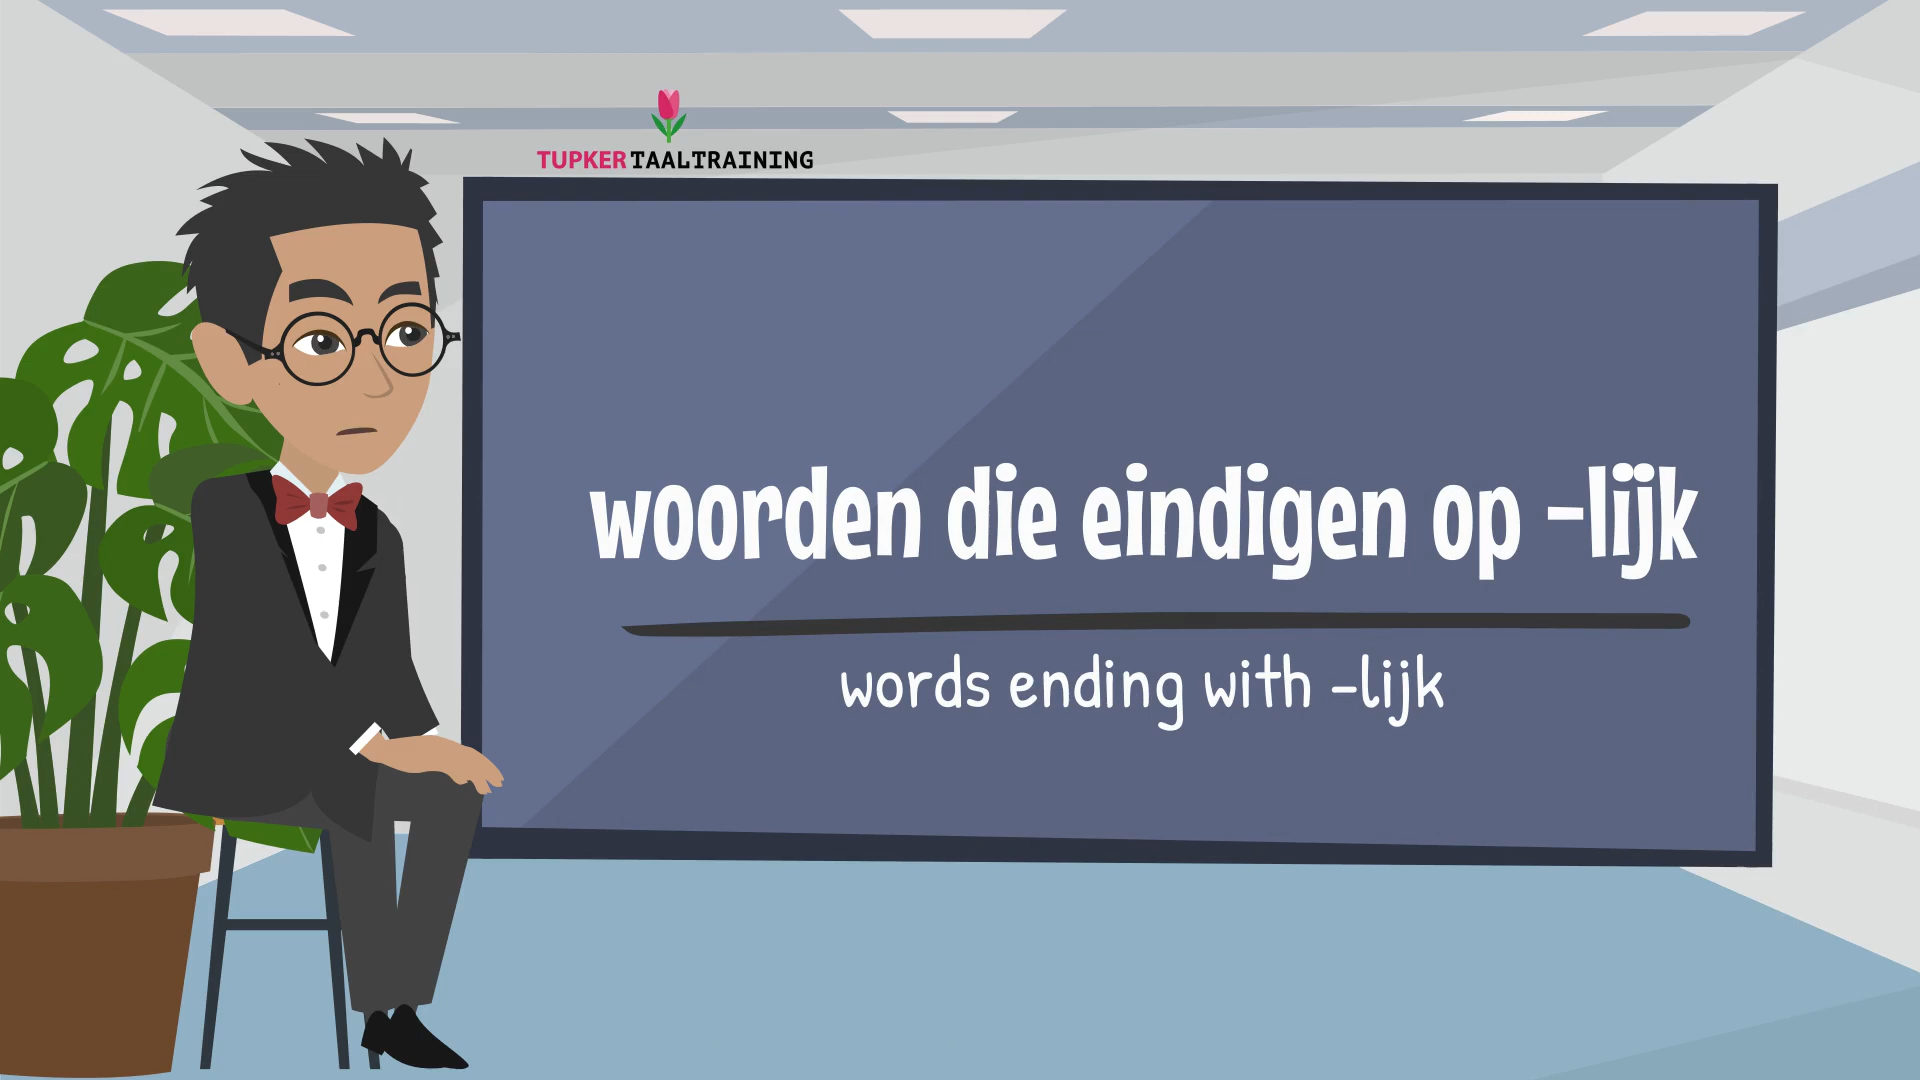 TUPKERTAALTRAINING
woorden die eindigen op -lijk
words ending with -lijk